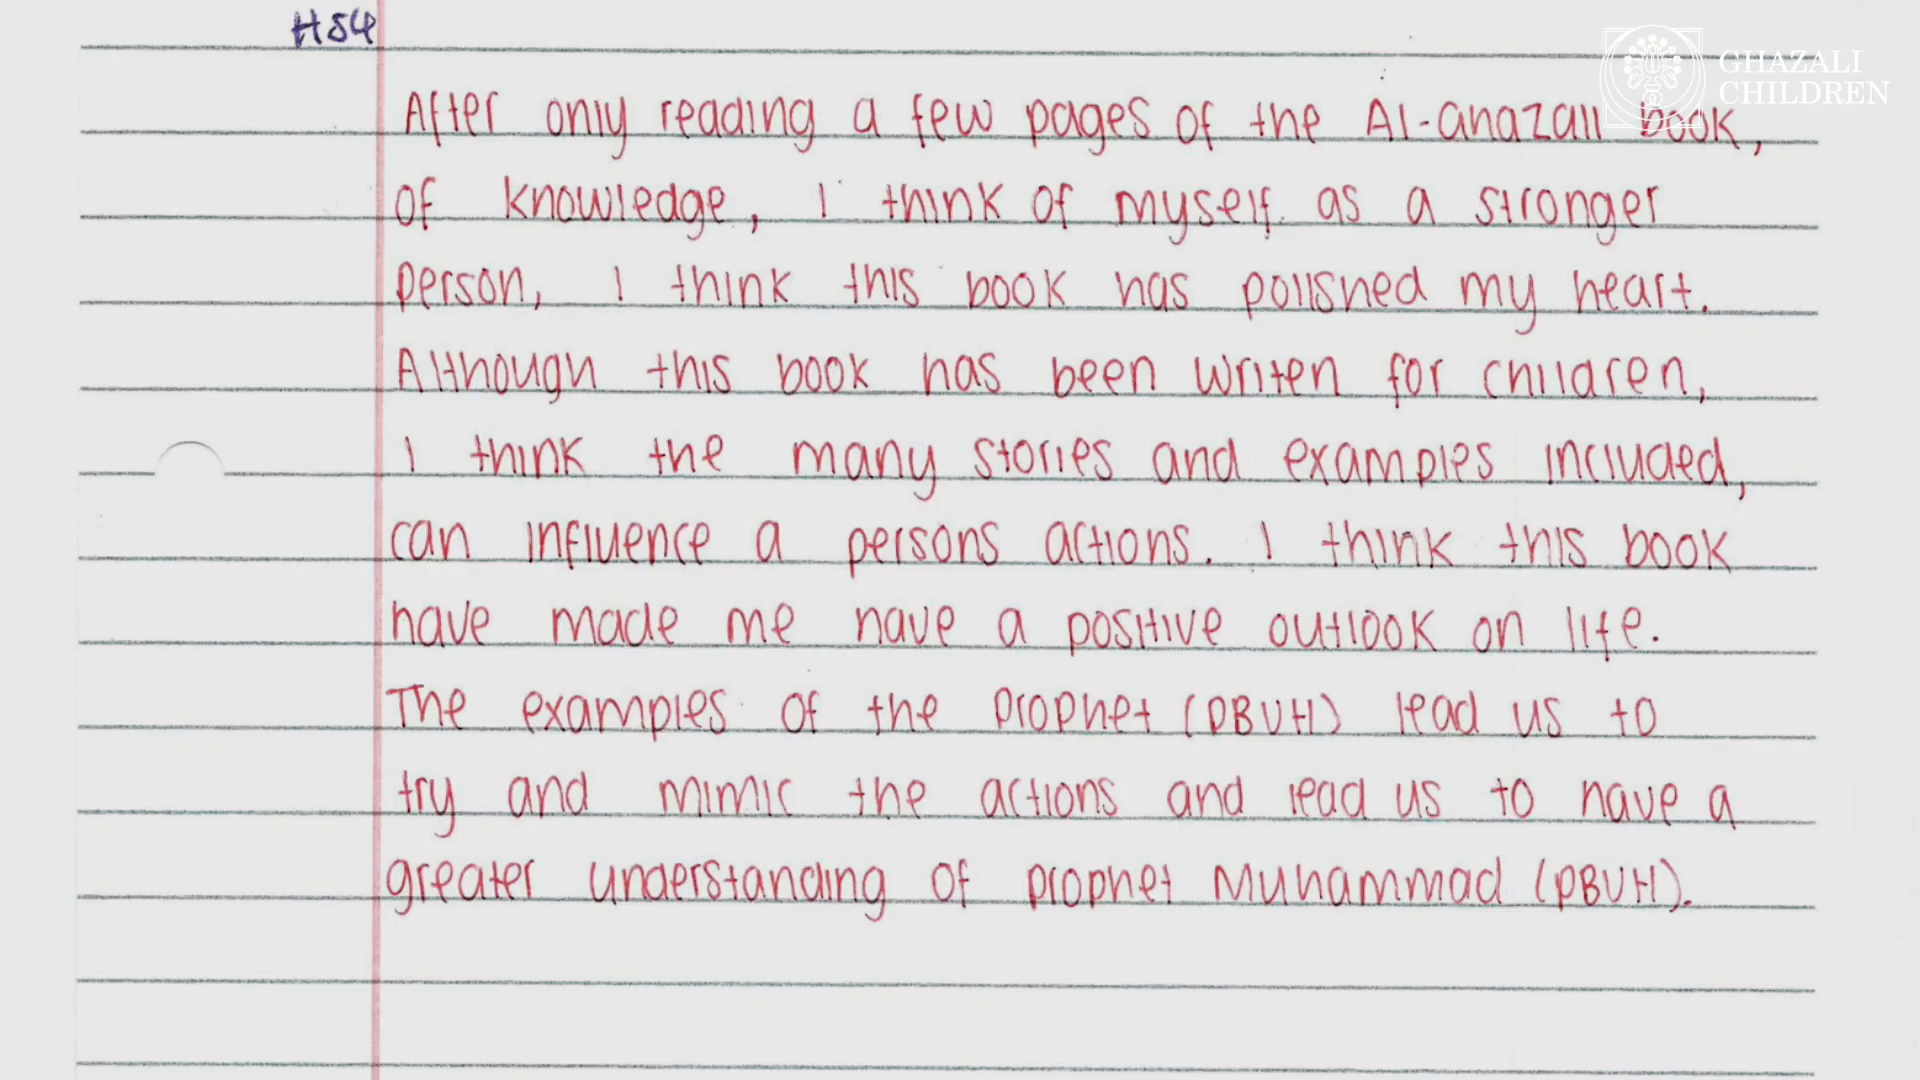 H54
GHAZALI
CHILDREN
After only reading a few pages of the Al-Ghazali book,
of knowledge, I think of myself as a stronger
person, I think this book has polished my heart.
Although this book has been writen for children,
I think the many stories and examples included,
can influence a persons actions. I think this book
have made me have a positive outlook on life.
The examples of the prophet (PBUH) lead us to
try and mimic the actions and lead us to have a
greater understanding of prophet Muhammad (PBUH).